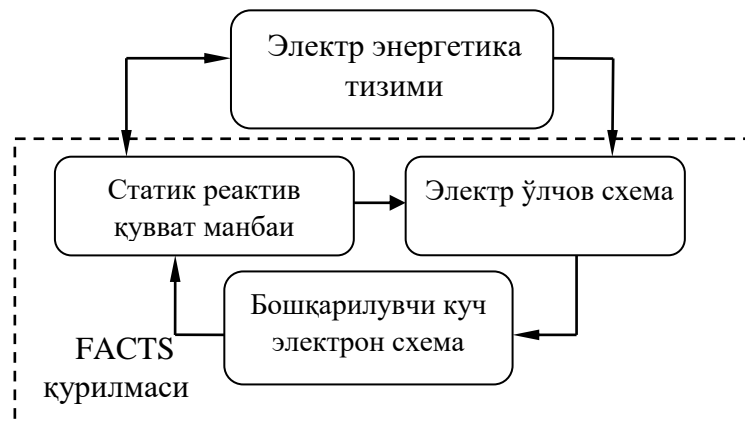 Электр энергетика
тизими
Статик реактив
қувват манбаи
Электр ўлчов схема
Бошқарилувчи куч
электрон схема
FACTS
қурилмаси